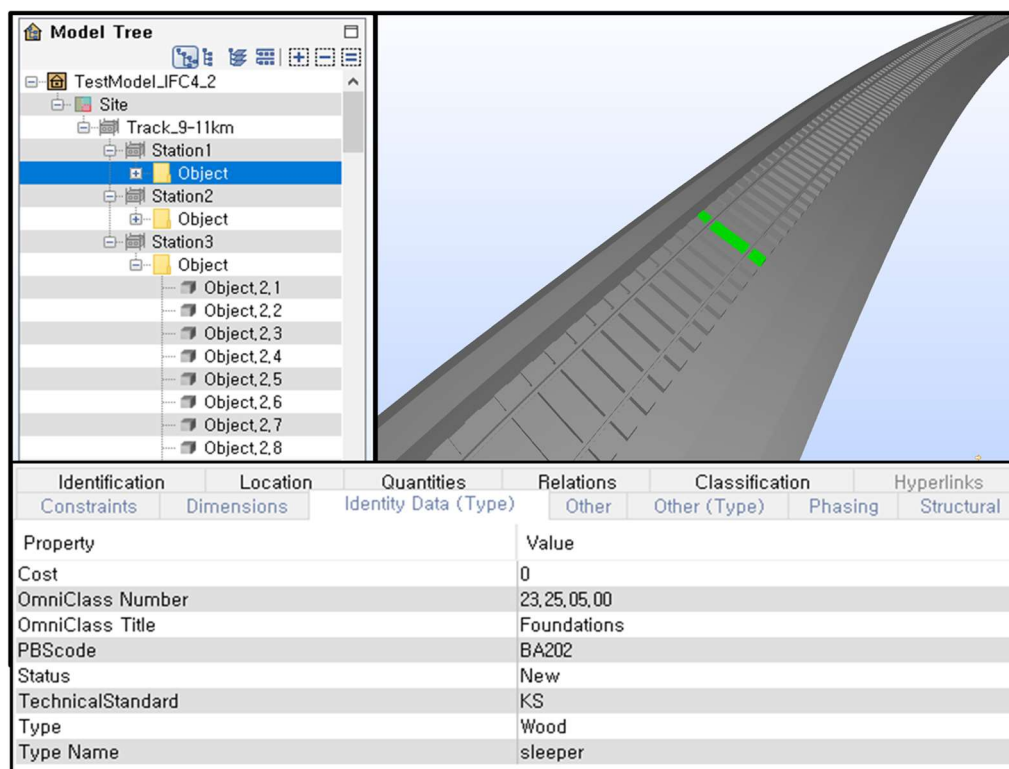 Model Tree
TestModel_IFC4_2
Site
Track_9-11km
Station1
Object
Station2
Object
Station3
Object
Object,2,1
Object,2,2
Object,2,3
Object,2,4
Object,2,5
Object,2,6
Object,2,7
Object,2,8
Identification Location Quantities Relations Classification Hyperlinks
Constraints Dimensions Identity Data (Type) Other Other (Type) Phasing Structural
Property Value
Cost 0
OmniClass Number 23,25,05,00
OmniClass Title Foundations
PBScode BA202
Status New
TechnicalStandard KS
Type Wood
Type Name sleeper